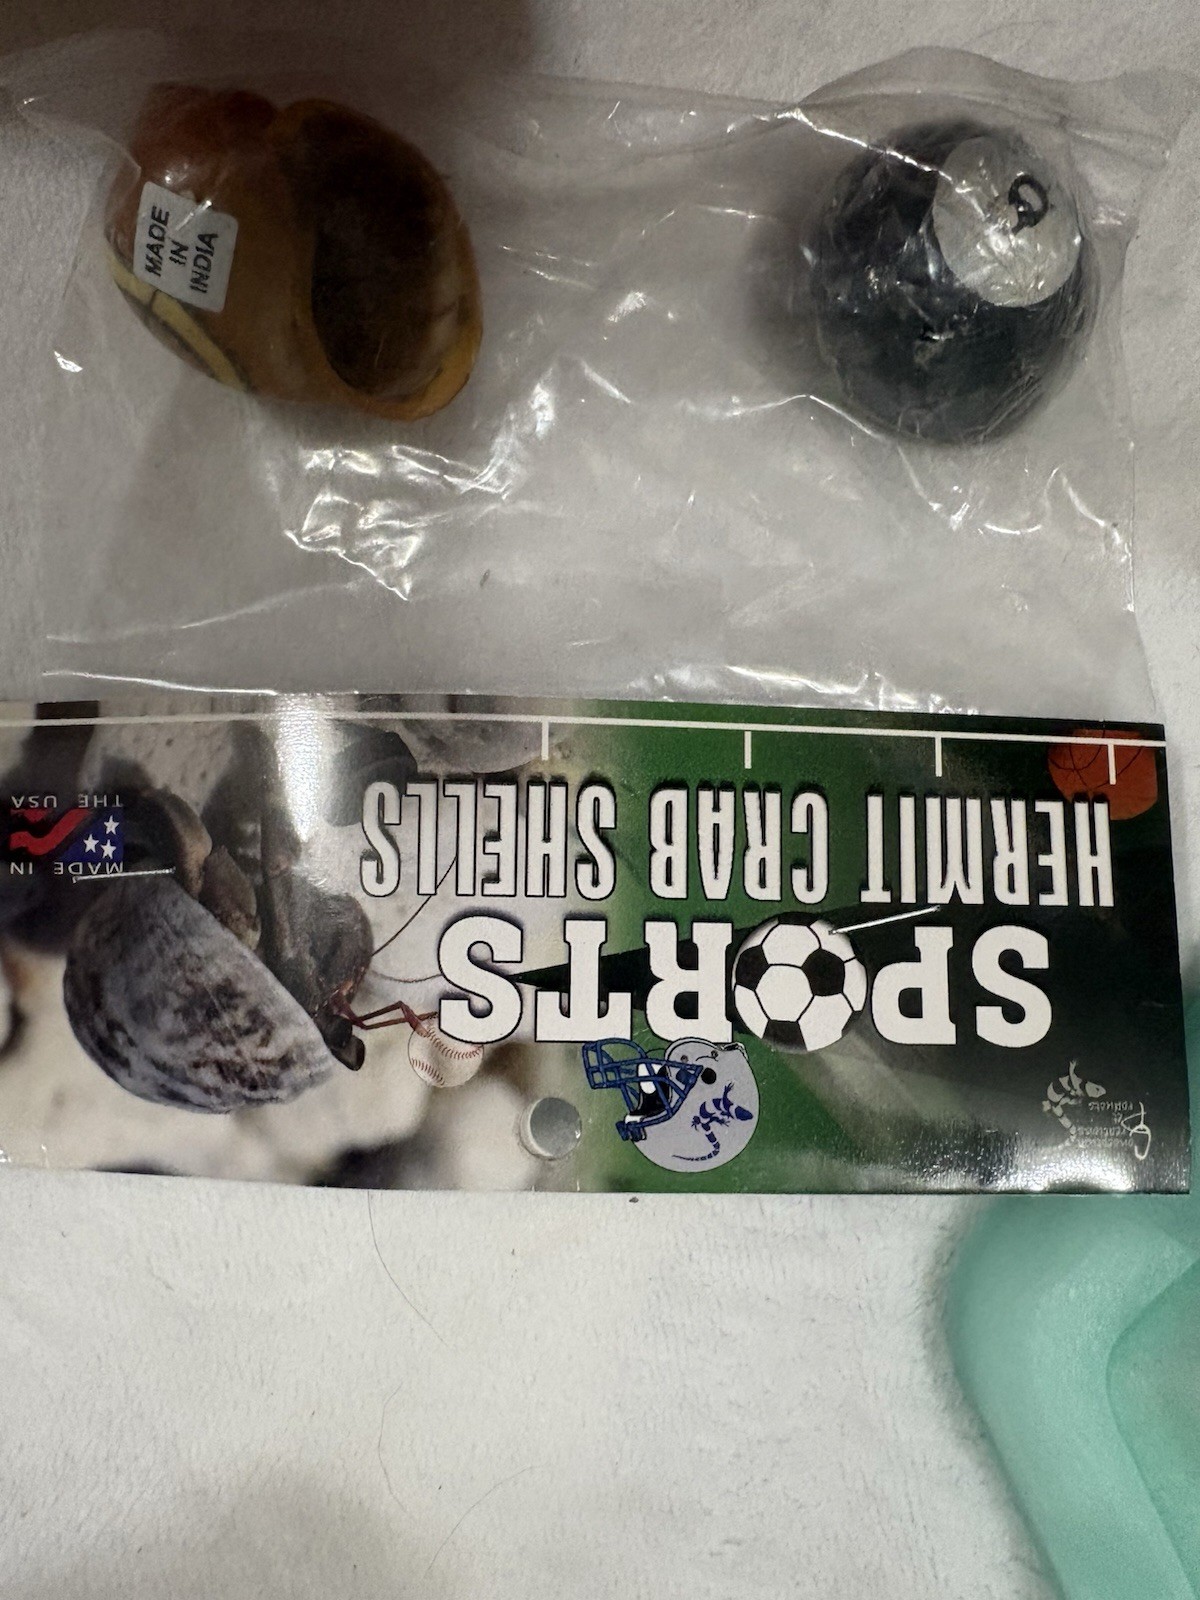 MADE
IN
INDIA
SPORTS
HERMIT CRAB SHELLS
MADE IN
THE USA